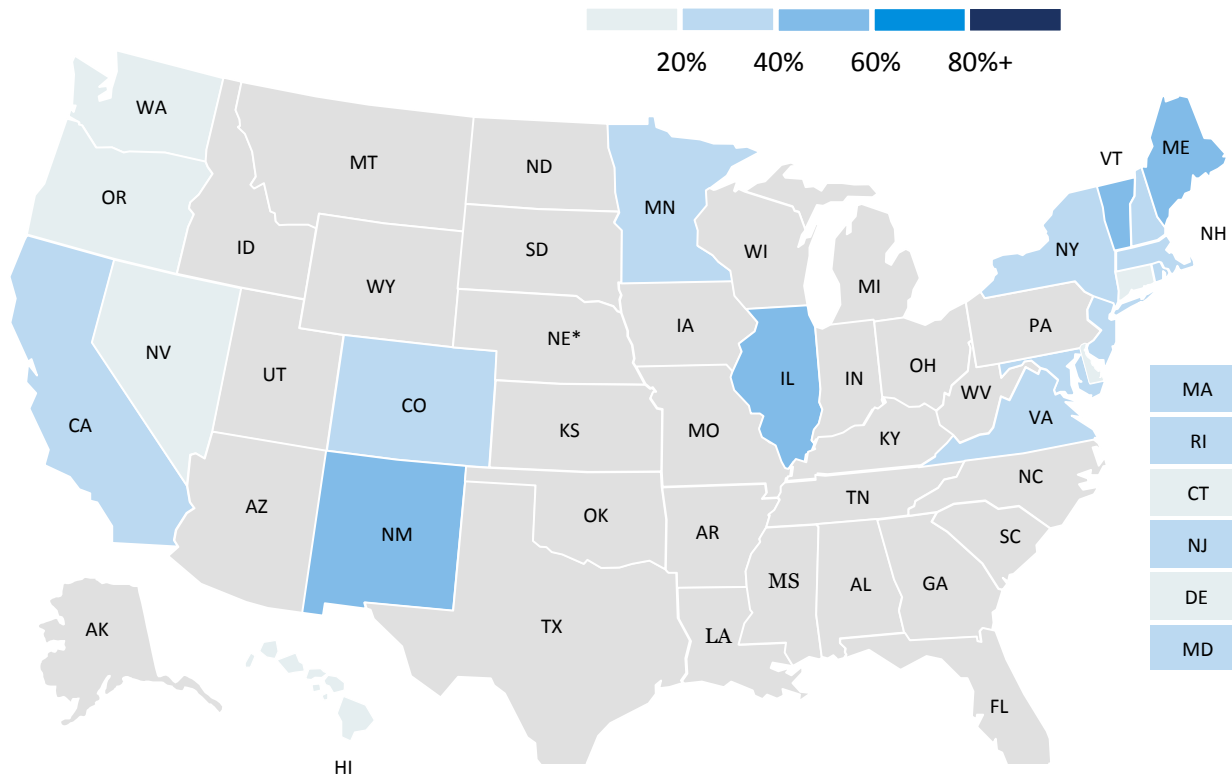 20% 40% 60% 80%+
WA
ME
VT
MT
ND
OR
MN
NH
ID
SD
WI
NY
WY
MI
IA
PA
NE*
NV
UT
IL
IN
OH
WV
MA
CO
CA
KS
MO
KY
VA
RI
NC
CT
AZ
NM
OK
TN
AR
SC
NJ
MS
AL
GA
DE
AK
TX
LA
MD
FL
HI